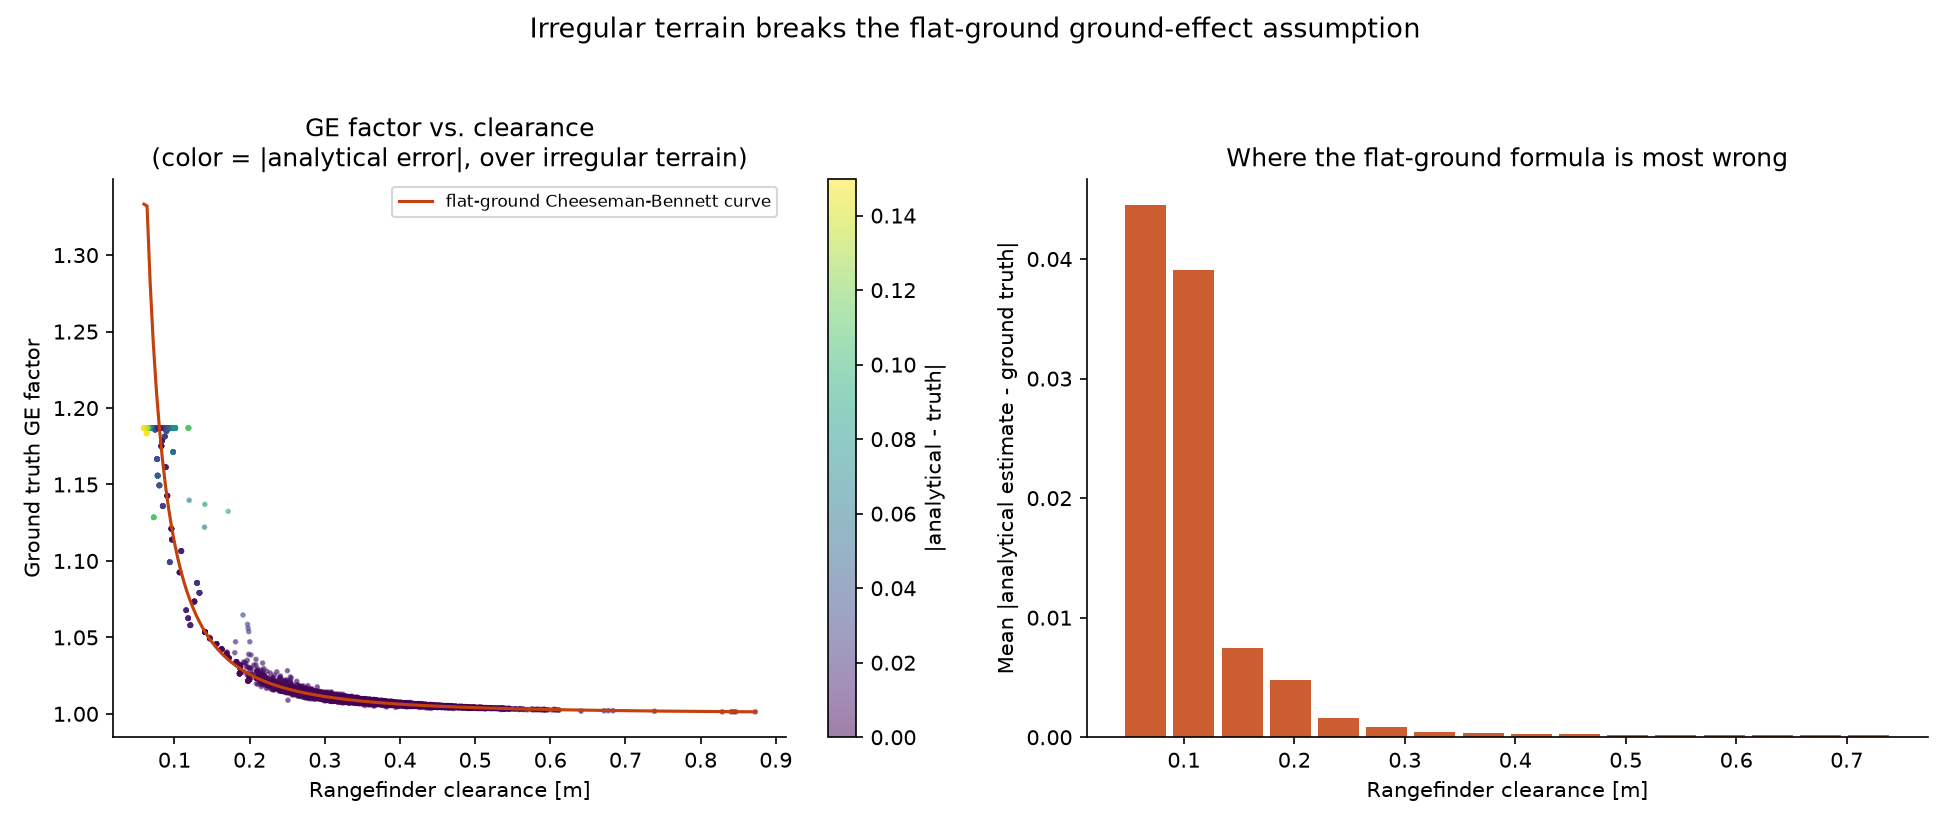 Irregular terrain breaks the flat-ground ground-effect assumption
GE factor vs. clearance
(color = |analytical error|, over irregular terrain)
flat-ground Cheeseman-Bennett curve
Ground truth GE factor
1.30
1.25
1.20
1.15
1.10
1.05
1.00
0.1 0.2 0.3 0.4 0.5 0.6 0.7 0.8 0.9
Rangefinder clearance [m]
0.14
0.12
0.10
0.08
0.06
0.04
0.02
0.00
|analytical - truth|
Where the flat-ground formula is most wrong
Mean |analytical estimate - ground truth|
0.04
0.03
0.02
0.01
0.00
0.1 0.2 0.3 0.4 0.5 0.6 0.7
Rangefinder clearance [m]